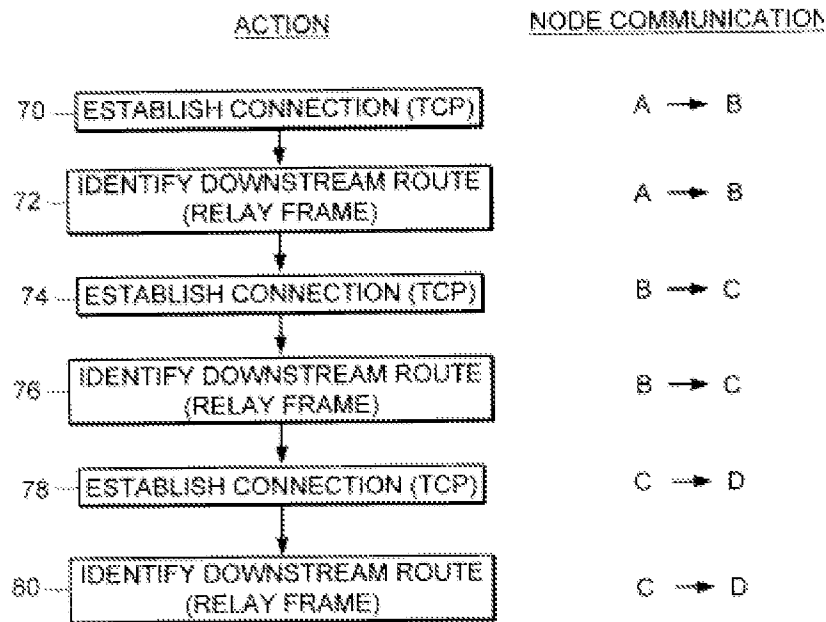 ACTION NODE COMMUNICATION
70 ESTABLISH CONNECTION (TCP) A B
72 IDENTIFY DOWNSTREAM ROUTE
(RELAY FRAME) A B
74 ESTABLISH CONNECTION (TCP) B C
76 IDENTIFY DOWNSTREAM ROUTE
(RELAY FRAME) B C
78 ESTABLISH CONNECTION (TCP) C D
80 IDENTIFY DOWNSTREAM ROUTE
(RELAY FRAME) C D